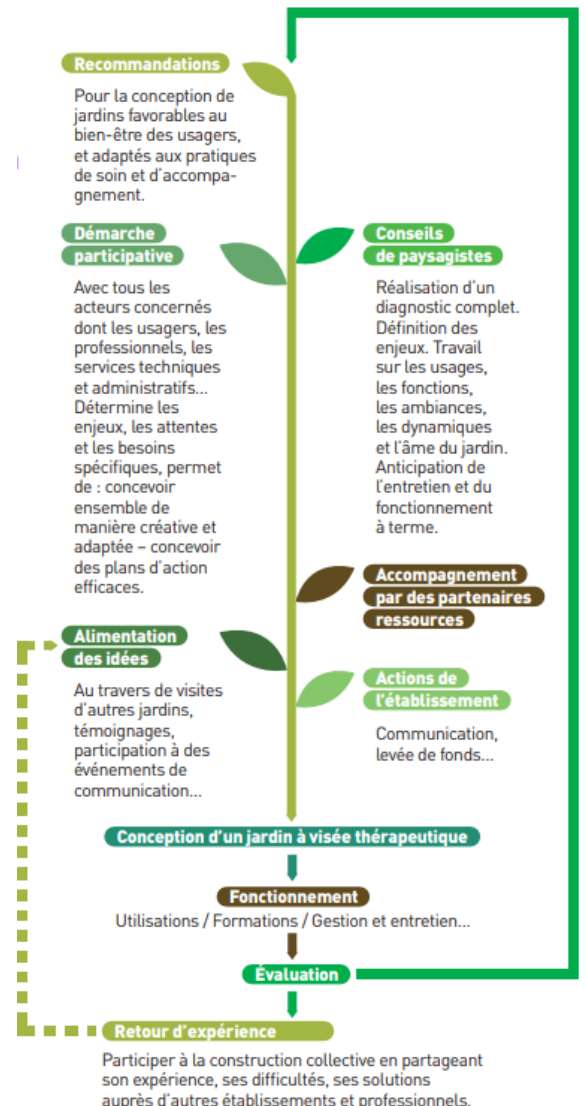 Recommandations
Pour la conception de
jardins favorables au
bien-être des usagers,
et adaptés aux pratiques
de soin et d'accompa-
gnement.
Démarche
participative
Avec tous les
acteurs concernés
dont les usagers, les
professionnels, les
services techniques
et administratifs...
Détermine les
enjeux, les attentes
et les besoins
spécifiques, permet
de : concevoir
ensemble de
manière créative et
adaptée – concevoir
des plans d'action
efficaces.
Conseils
de paysagistes
Réalisation d'un
diagnostic complet.
Définition des
enjeux. Travail
sur les usages,
les fonctions,
les ambiances,
les dynamiques
et l'âme du jardin.
Anticipation de
l'entretien et du
fonctionnement
à terme.
Accompagnement
par des partenaires
ressources
Alimentation
des idées
Au travers de visites
d'autres jardins,
témoignages,
participation à des
événements de
communication...
Actions de
l'établissement
Communication,
levée de fonds...
Conception d'un jardin à visée thérapeutique
Fonctionnement
Utilisations / Formations / Gestion et entretien...
Évaluation
Retour d'expérience
Participer à la construction collective en partageant
son expérience, ses difficultés, ses solutions
auprès d'autres établissements et professionnels.